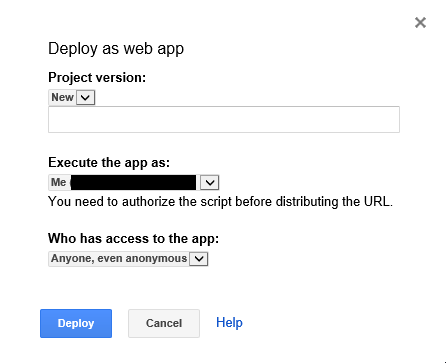 Deploy as web app
Project version:
New
Execute the app as:
Me
You need to authorize the script before distributing the URL.
Who has access to the app:
Anyone, even anonymous
Deploy Cancel Help